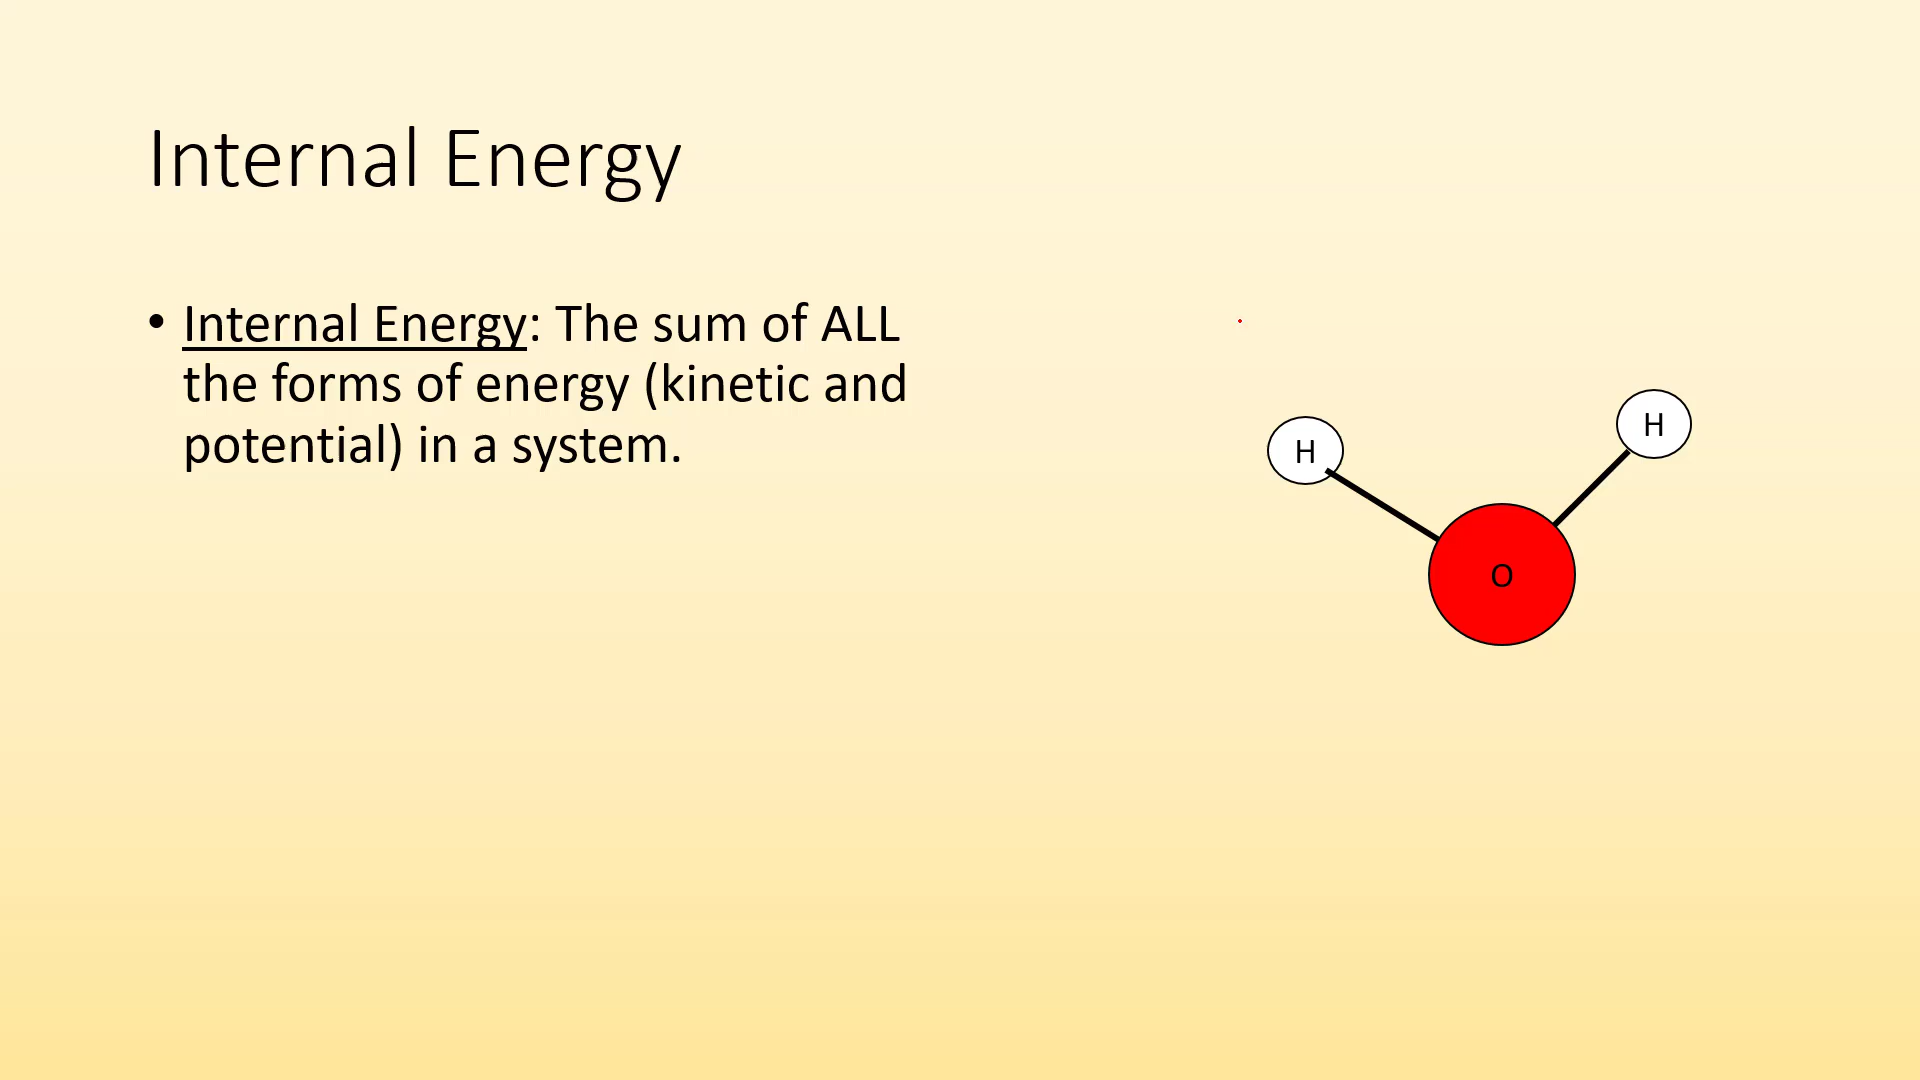 Internal Energy
• Internal Energy: The sum of ALL
the forms of energy (kinetic and
potential) in a system.
H
H
O